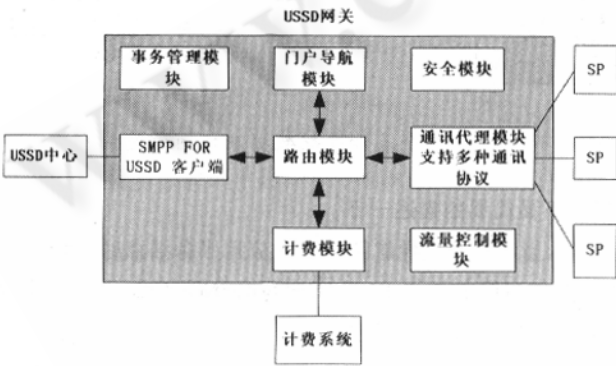 USSD网关
事务管理模
块
门户导航
模块
安全模块
SP
USSD中心
SMPP FOR
USSD 客户端
路由模块
通讯代理模块
支持多种通讯
协议
SP
计费模块
流量控制模
块
SP
计费系统